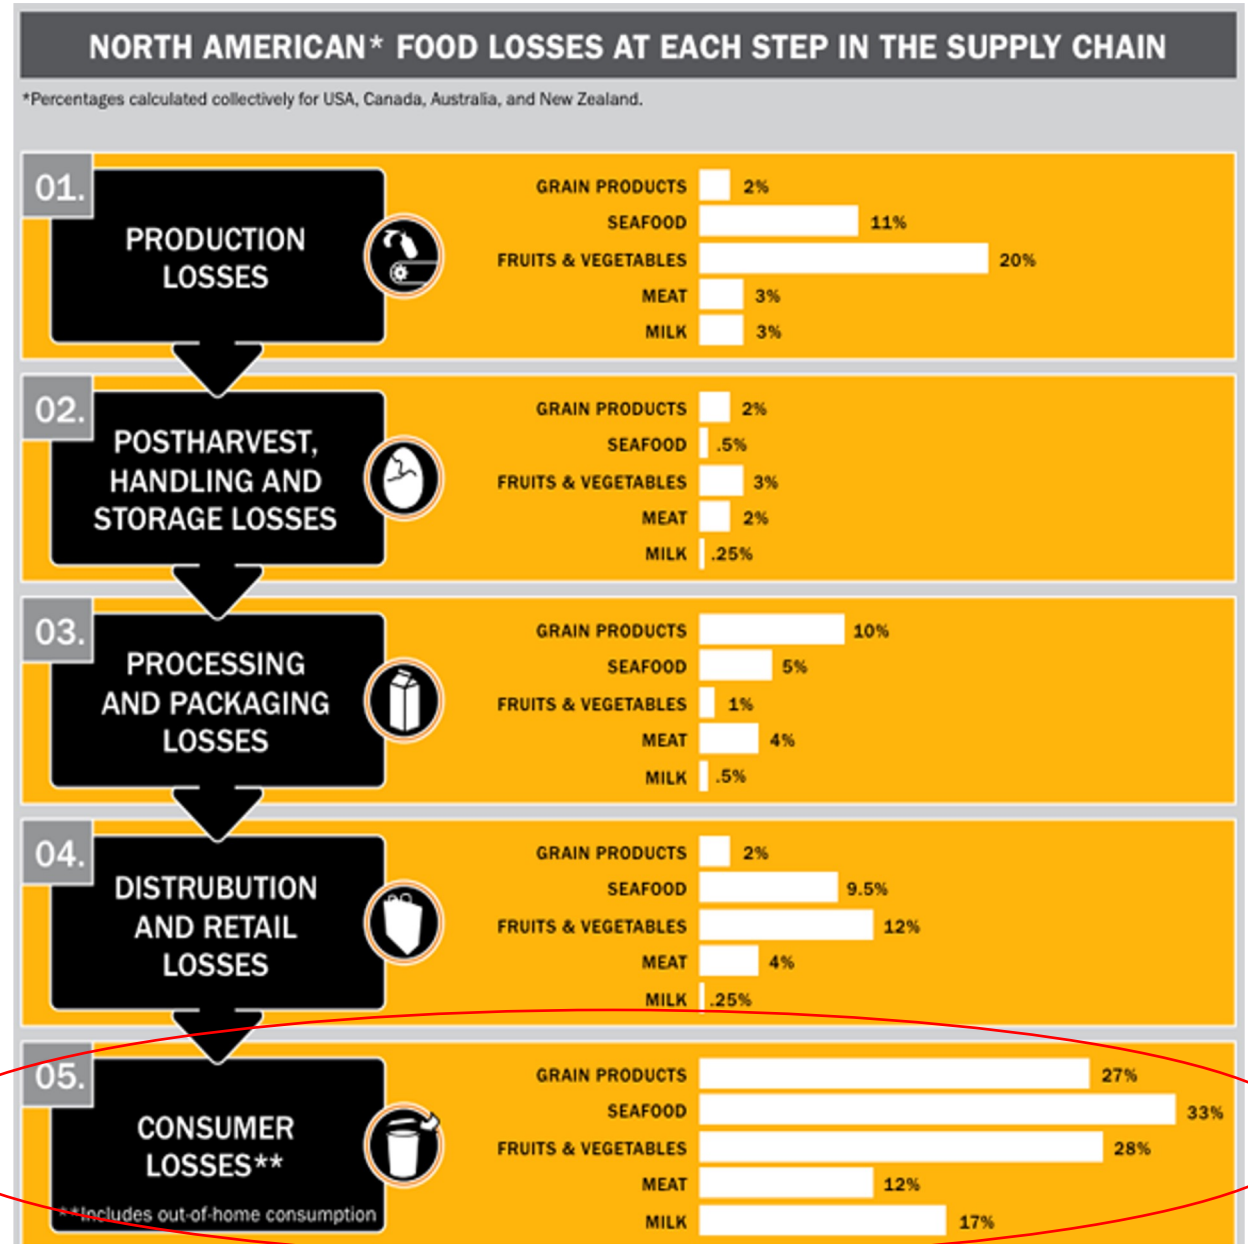 NORTH AMERICAN* FOOD LOSSES AT EACH STEP IN THE SUPPLY CHAIN
*Percentages calculated collectively for USA, Canada, Australia, and New Zealand.
01.
PRODUCTION
LOSSES
GRAIN PRODUCTS 2%
SEAFOOD 11%
FRUITS & VEGETABLES 20%
MEAT 3%
MILK 3%
02.
POSTHARVEST,
HANDLING AND
STORAGE LOSSES
GRAIN PRODUCTS 2%
SEAFOOD .5%
FRUITS & VEGETABLES 3%
MEAT 2%
MILK .25%
03.
PROCESSING
AND PACKAGING
LOSSES
GRAIN PRODUCTS 10%
SEAFOOD 5%
FRUITS & VEGETABLES 1%
MEAT 4%
MILK .5%
04.
DISTRUBUTION
AND RETAIL
LOSSES
GRAIN PRODUCTS 2%
SEAFOOD 9.5%
FRUITS & VEGETABLES 12%
MEAT 4%
MILK .25%
05.
CONSUMER
LOSSES**
**Includes out-of-home consumption
GRAIN PRODUCTS 27%
SEAFOOD 33%
FRUITS & VEGETABLES 28%
MEAT 12%
MILK 17%